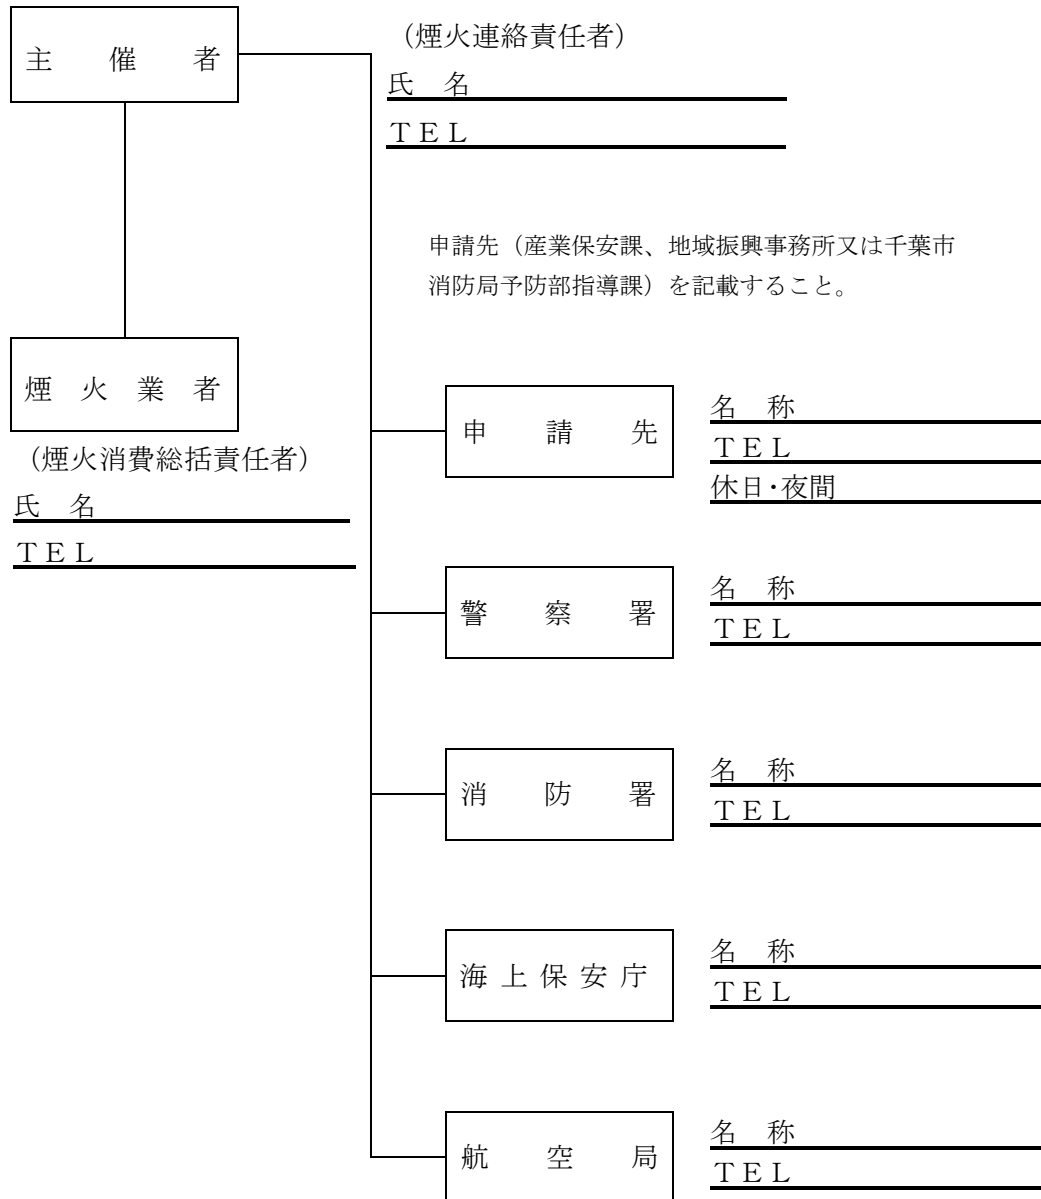 主催者
（煙火連絡責任者）
氏名
ＴＥＬ
申請先（産業保安課、地域振興事務所又は千葉市
消防局予防部指導課）を記載すること。
煙火業者
（煙火消費総括責任者）
氏名
ＴＥＬ
申請先
名称
ＴＥＬ
休日・夜間
警察署
名称
ＴＥＬ
消防署
名称
ＴＥＬ
海上保安庁
名称
ＴＥＬ
航空局
名称
ＴＥＬ